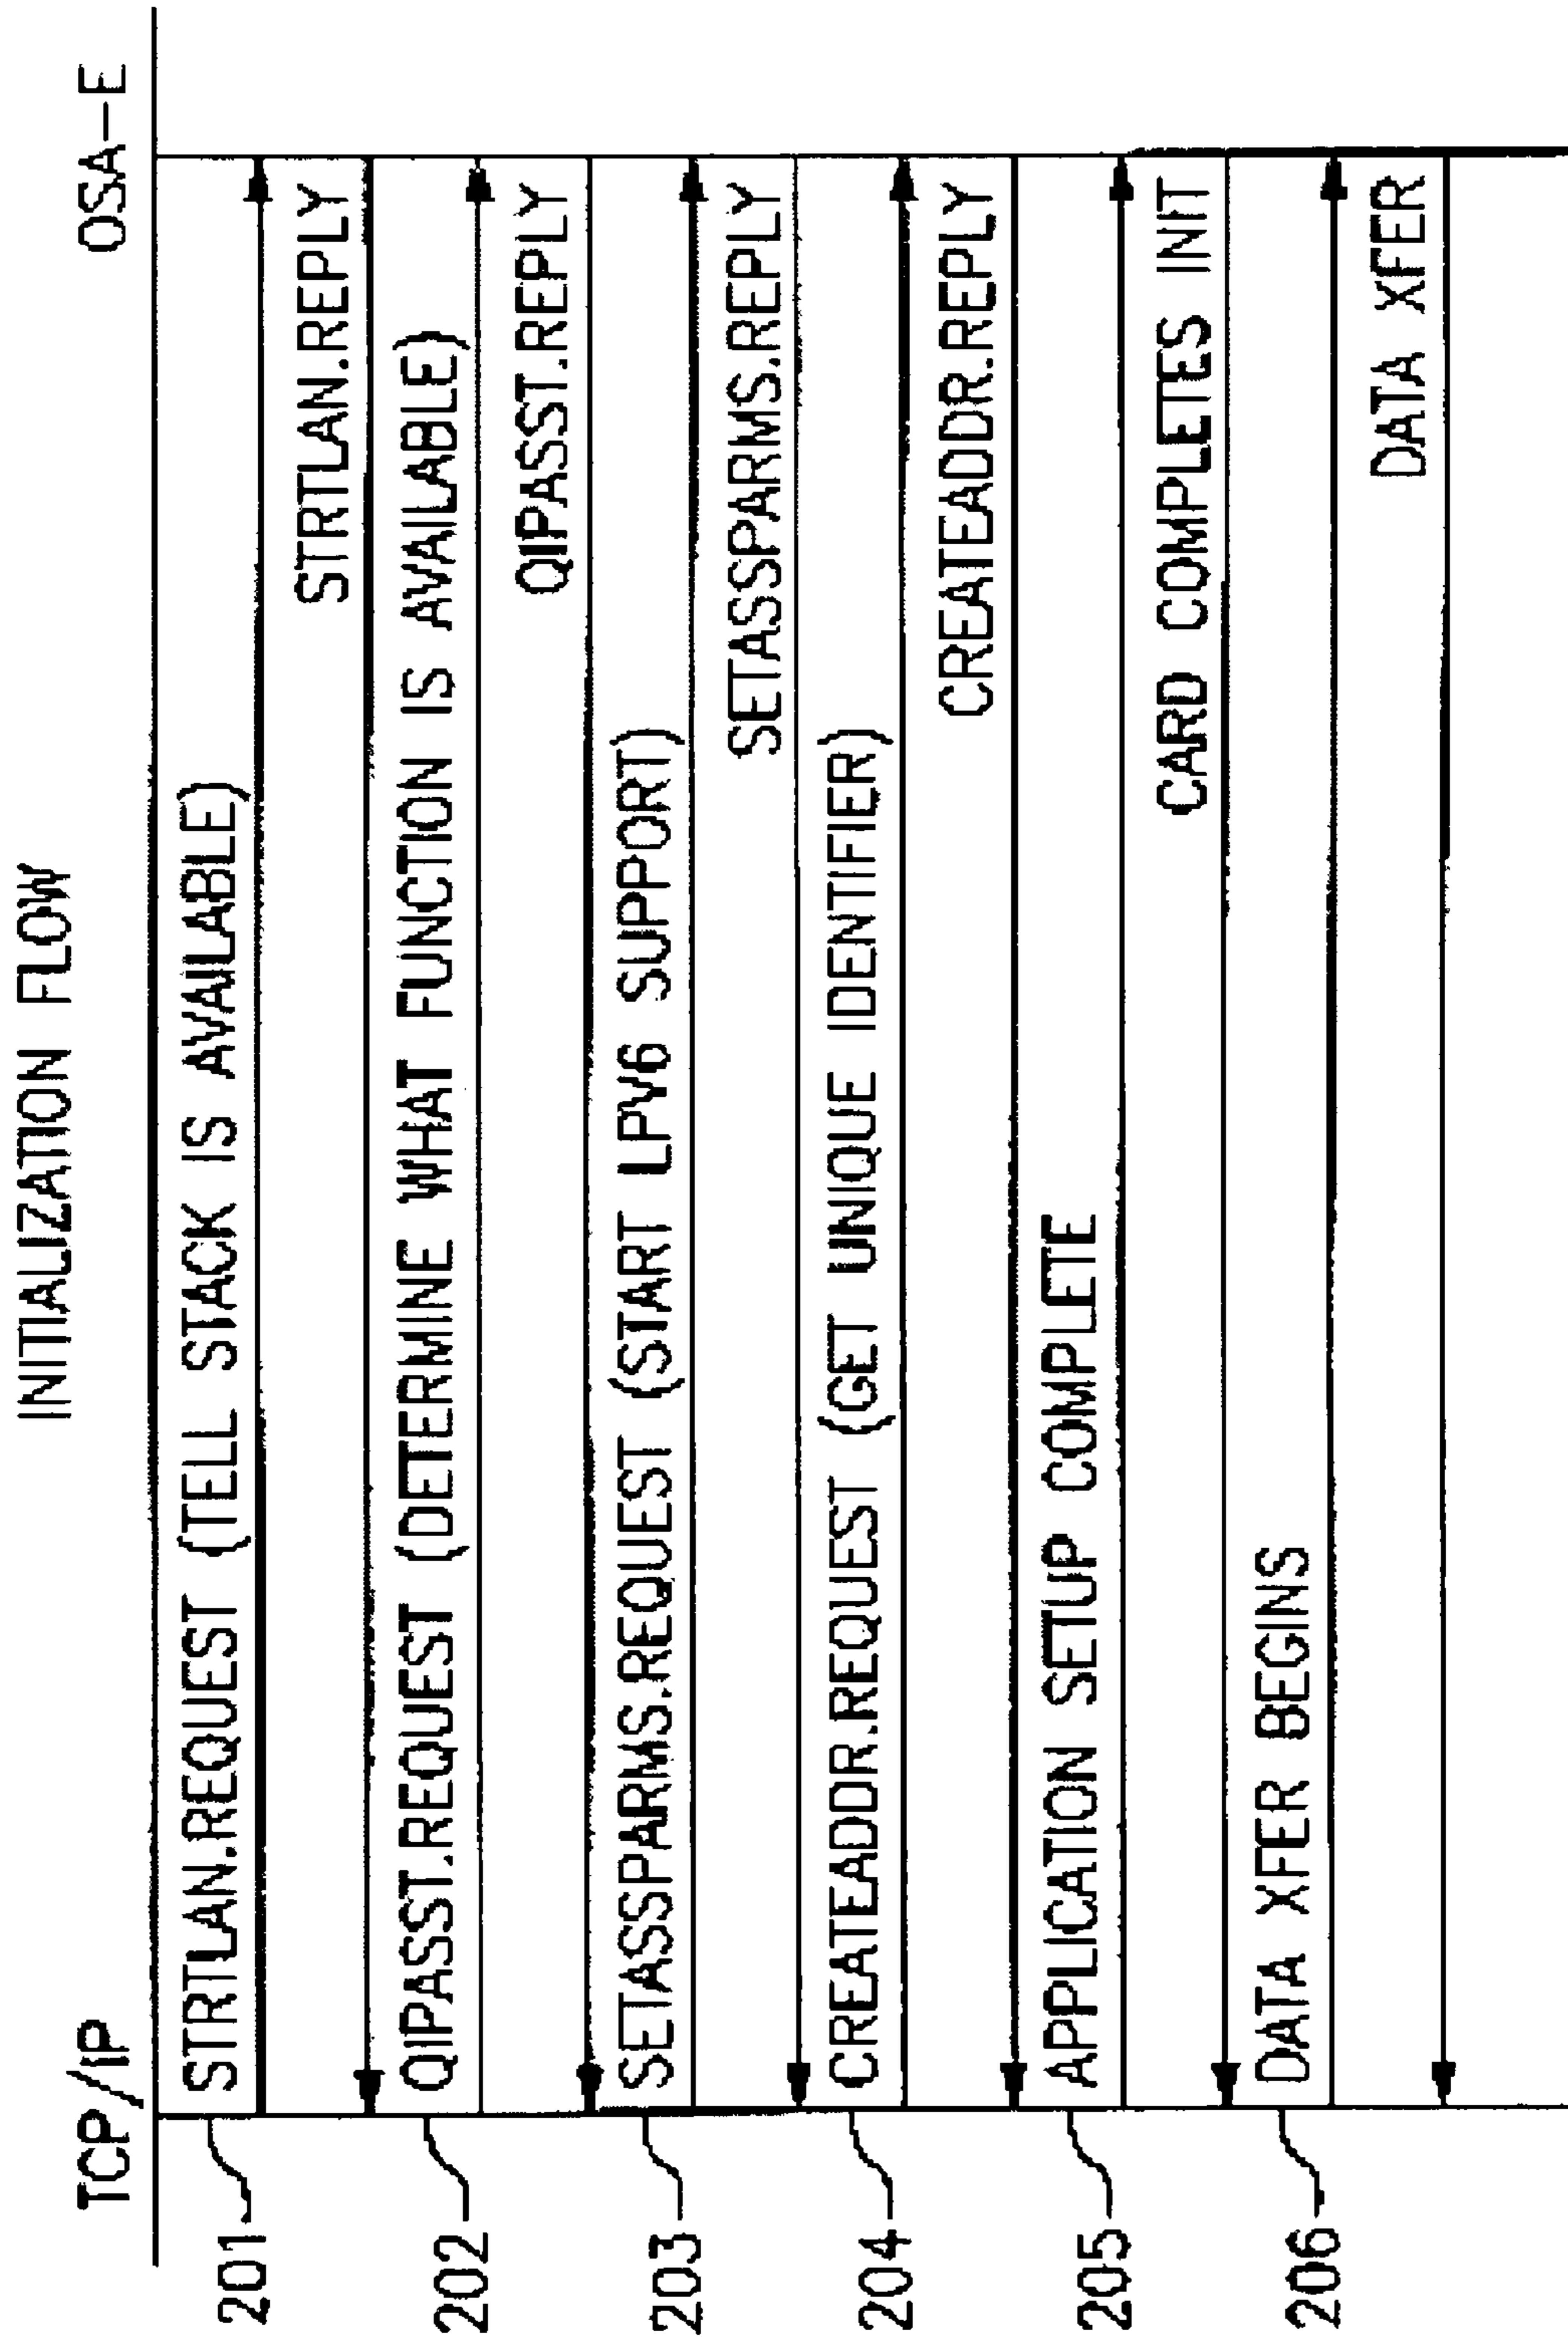 INITIALIZATION FLOW
TCP/IP
OSA-E
201
STRTLAN.REQUEST (TELL STACK IS AVAILABLE)
STRTLAN.REPLY
202
QIPASST.REQUEST (DETERMINE WHAT FUNCTION IS AVAILABLE)
QIPASST.REPLY
203
SETASSPARMS.REQUEST (START LPV6 SUPPORT)
SETASSPARMS.REPLY
204
CREATEADDR.REQUEST (GET UNIQUE IDENTIFIER)
CREATEADDR.REPLY
205
APPLICATION SETUP COMPLETE
CARD COMPLETES INIT
206
DATA XFER BEGINS
DATA XFER